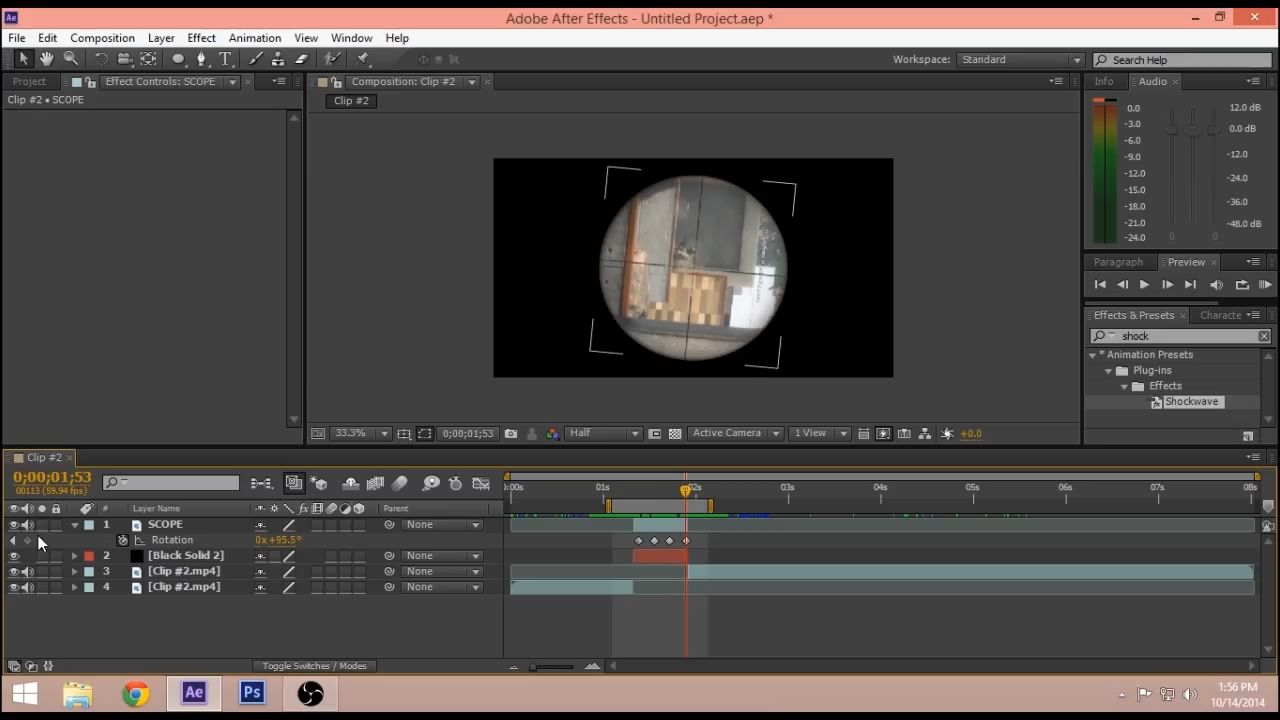 Adobe After Effects - Untitled Project.aep *
File Edit Composition Layer Effect Animation View Window Help
Workspace: Standard Search Help
Project Effect Controls: SCOPE Composition: Clip #2 Info Audio
Clip #2 • SCOPE
Clip #2
0.0 12.0 dB
-3.0 0.0 dB
-6.0
-9.0 -12.0
-12.0
-15.0 -24.0
-18.0 -36.0
-21.0
-24.0 -48.0 dB
0 0
Paragraph Preview
Effects & Presets Characte
shock
* Animation Presets
Plug-ins
Effects
Shockwave
33.3% 0;00;01;53 Half Active Camera 1 View +0.0
Clip #2
0;00;01;53
00113 (59.94 fps)
:00s 01s 02s 03s 04s 05s 06s 07s 08s
# Layer Name Parent
1 SCOPE None
Rotation 0x +95.5°
2 [Black Solid 2] None
3 [Clip #2.mp4] None
4 [Clip #2.mp4] None
Toggle Switches / Modes
Ae Ps
1:56 PM
10/14/2014